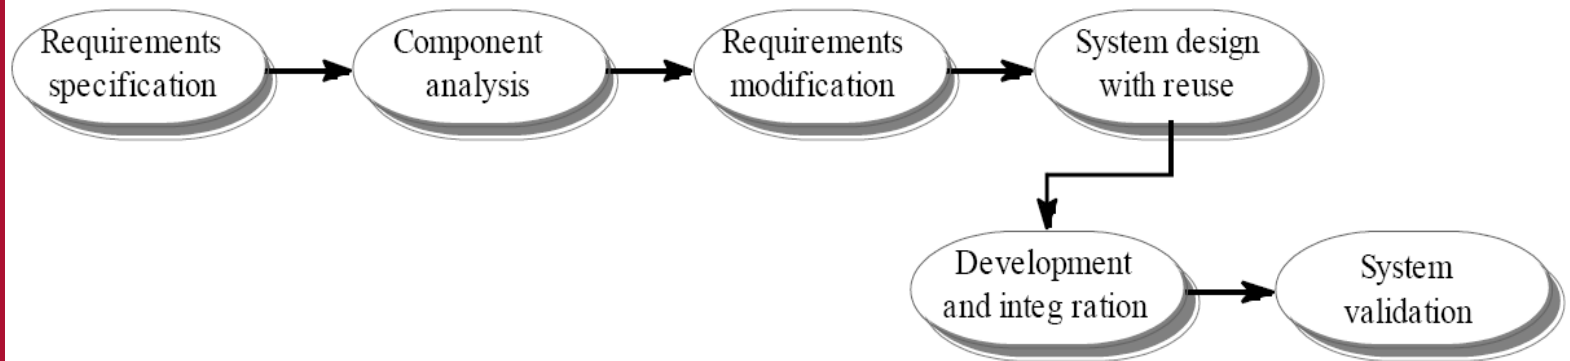 Requirements
specification
Component
analysis
Requirements
modification
System design
with reuse
Development
and integ ration
System
validation